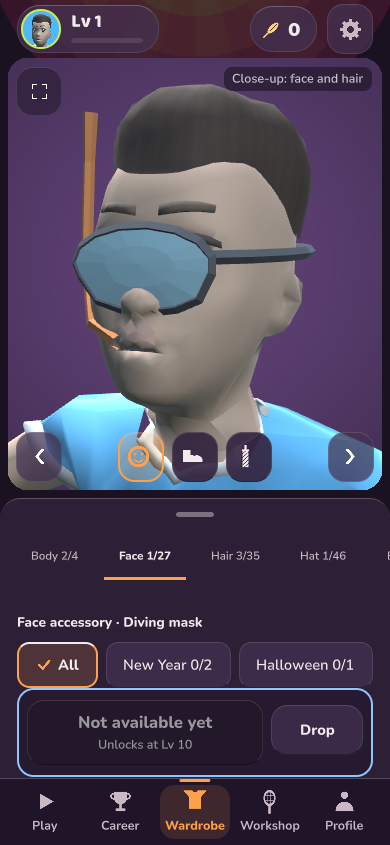 Lv 1
0
Close-up: face and hair
Body 2/4
Face 1/27
Hair 3/35
Hat 1/46
Face accessory · Diving mask
All
New Year 0/2
Halloween 0/1
Not available yet
Unlocks at Lv 10
Drop
Play
Career
Wardrobe
Workshop
Profile